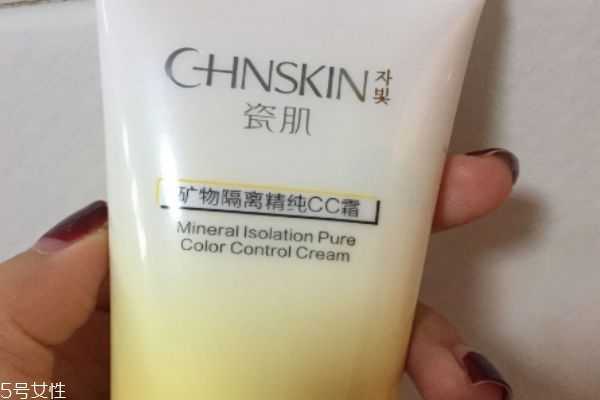 CHNSKIN 자빛
瓷肌
矿物隔离精纯CC霜
Mineral Isolation Pure
Color Control Cream
5号女性